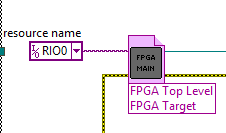 resource name
I/O RIO0
FPGA
MAIN
FPGA Top Level
FPGA Target